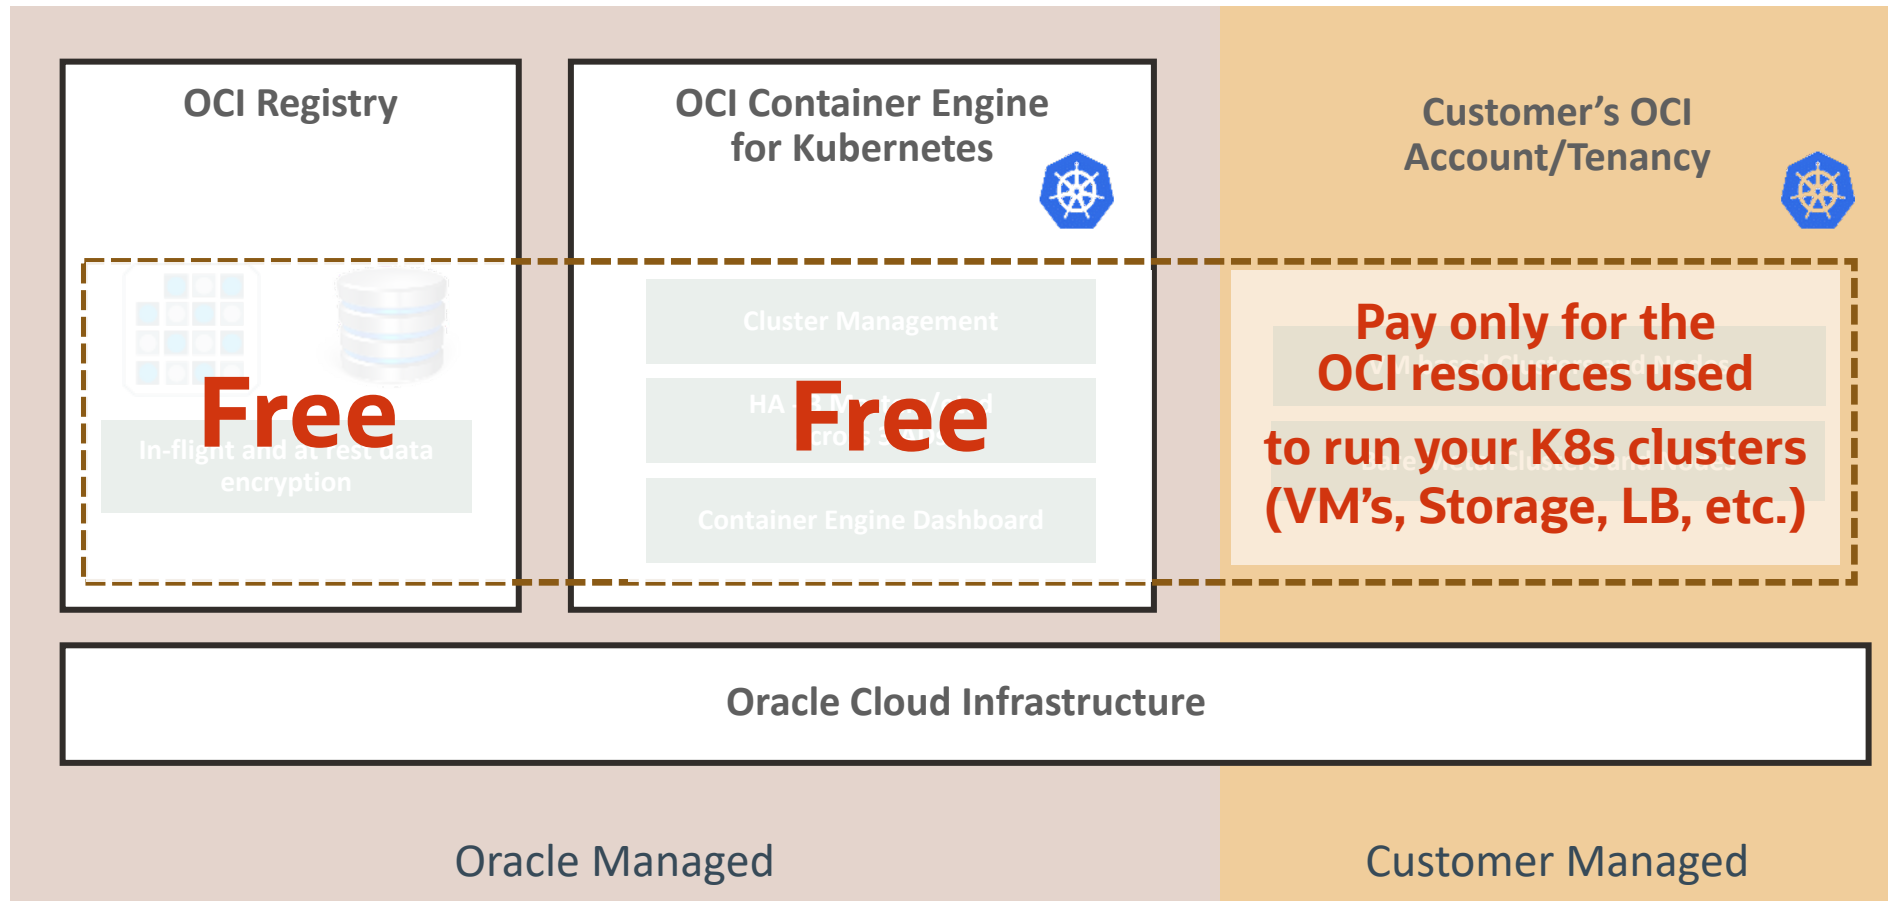 OCI Registry
Free
In-flight and at rest data
encryption
OCI Container Engine
for Kubernetes
Cluster Management
HA
Free
Container Engine Dashboard
Customer’s OCI
Account/Tenancy
Pay only for the
OCI resources used
to run your K8s clusters
(VM’s, Storage, LB, etc.)
Oracle Cloud Infrastructure
Oracle Managed
Customer Managed